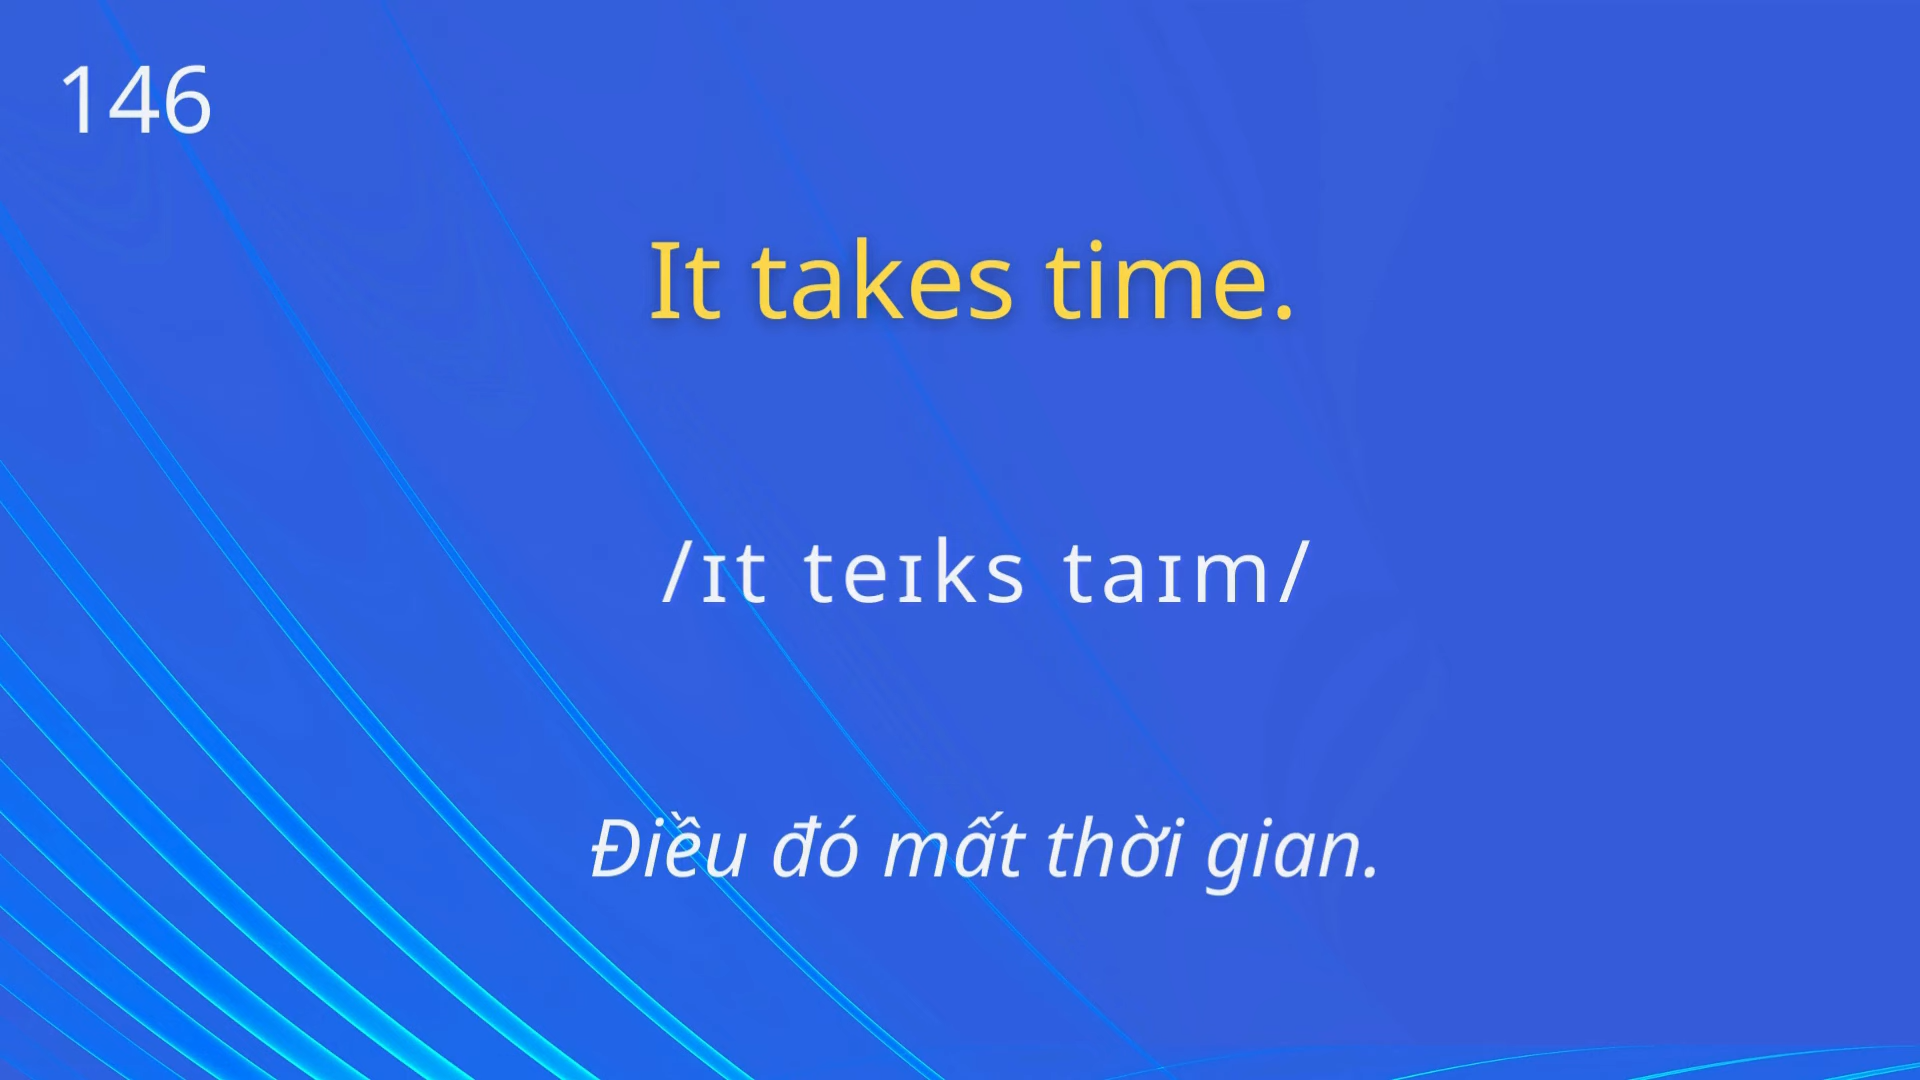 146
It takes time.
/ɪt teɪks taɪm/
Điều đó mất thời gian.